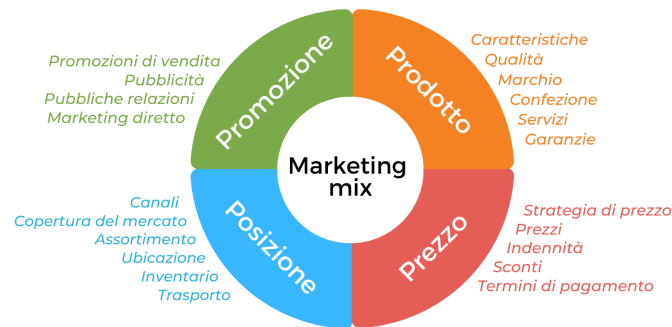 Promozione
Promozioni di vendita
Pubblicità
Pubbliche relazioni
Marketing diretto
Prodotto
Caratteristiche
Qualità
Marchio
Confezione
Servizi
Garanzie
Marketing
mix
Posizione
Canali
Copertura del mercato
Assortimento
Ubicazione
Inventario
Trasporto
Prezzo
Strategia di prezzo
Prezzi
Indennità
Sconti
Termini di pagamento